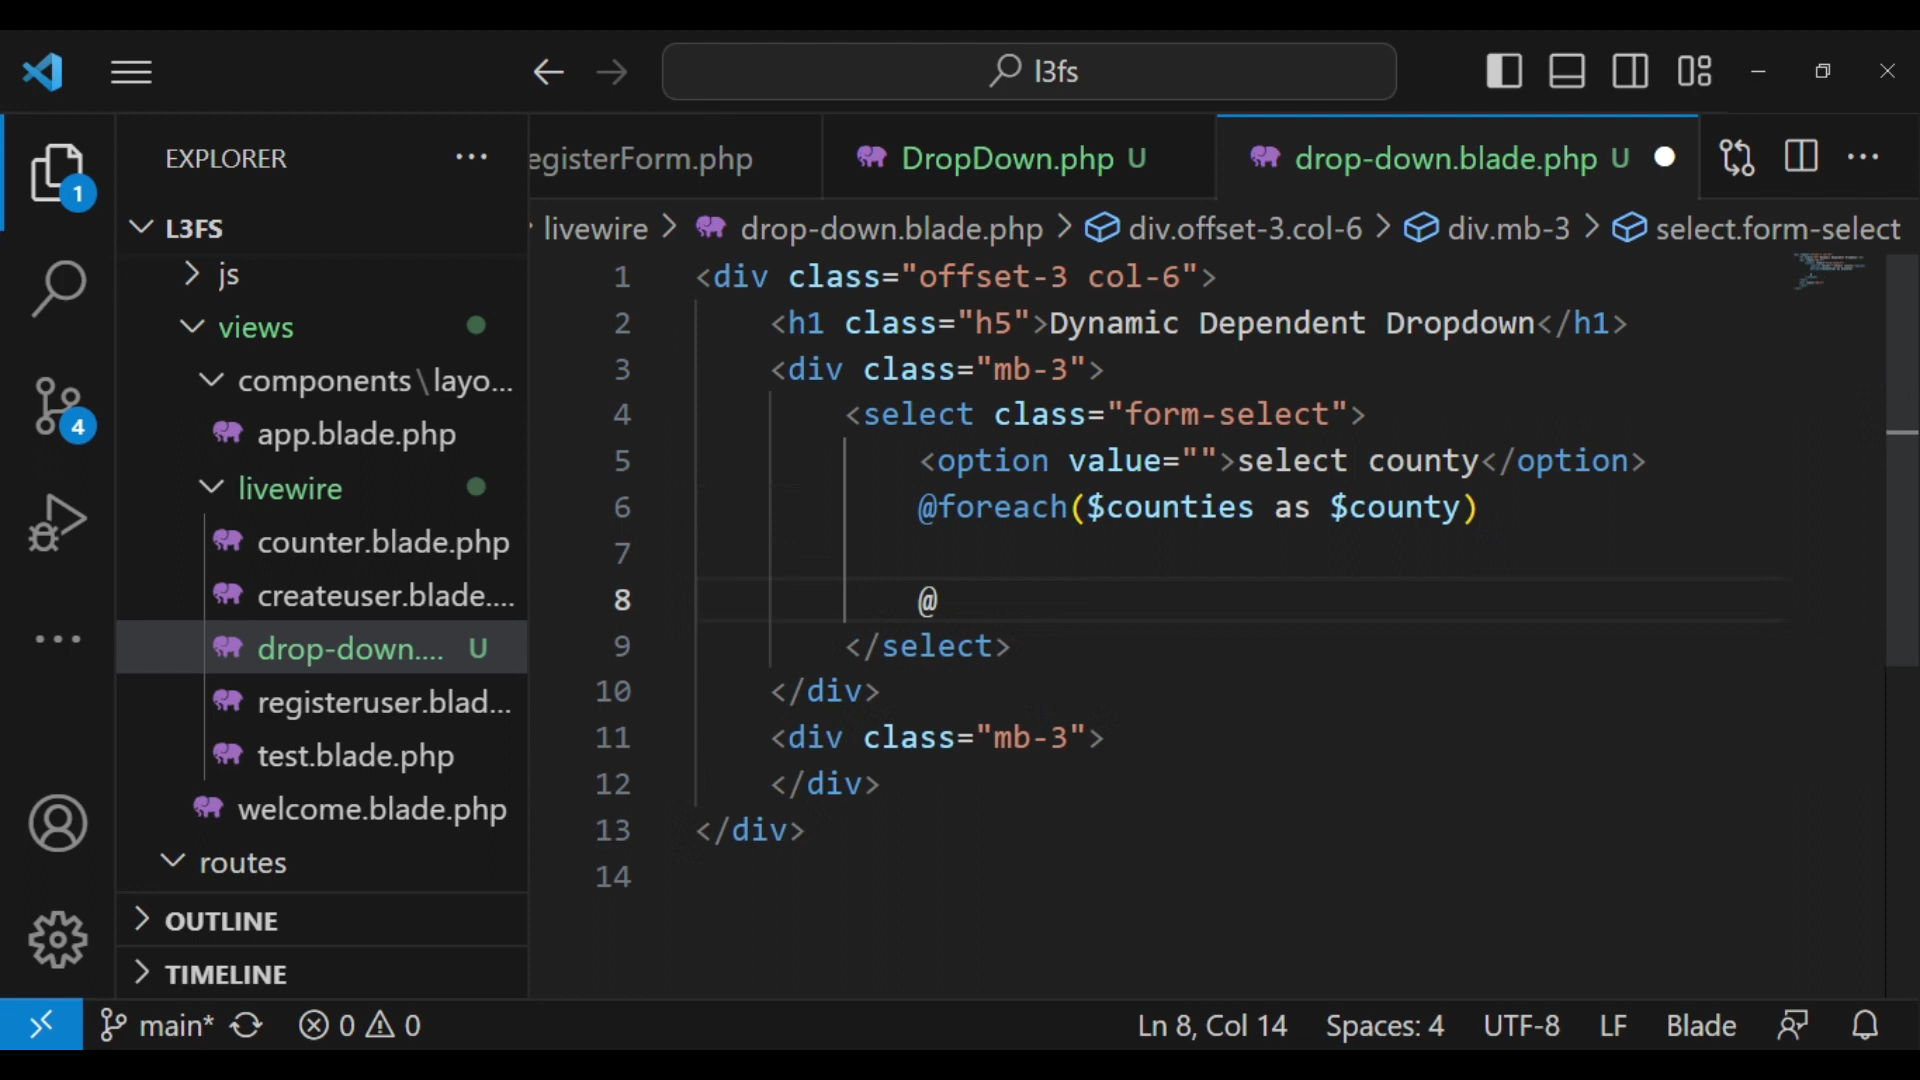 l3fs
EXPLORER
egisterForm.php
DropDown.php U
drop-down.blade.php U
L3FS
livewire > drop-down.blade.php > div.offset-3.col-6 > div.mb-3 > select.form-select
js
views
components\layo...
app.blade.php
livewire
counter.blade.php
createuser.blade....
drop-down.... U
registeruser.blad...
test.blade.php
welcome.blade.php
routes
OUTLINE
TIMELINE
1
4
1 <div class="offset-3 col-6">
2 <h1 class="h5">Dynamic Dependent Dropdown</h1>
3 <div class="mb-3">
4 <select class="form-select">
5 <option value="">select county</option>
6 @foreach($counties as $county)
7
8 @
9 </select>
10 </div>
11 <div class="mb-3">
12 </div>
13 </div>
14
main* 0 0
Ln 8, Col 14 Spaces: 4 UTF-8 LF Blade